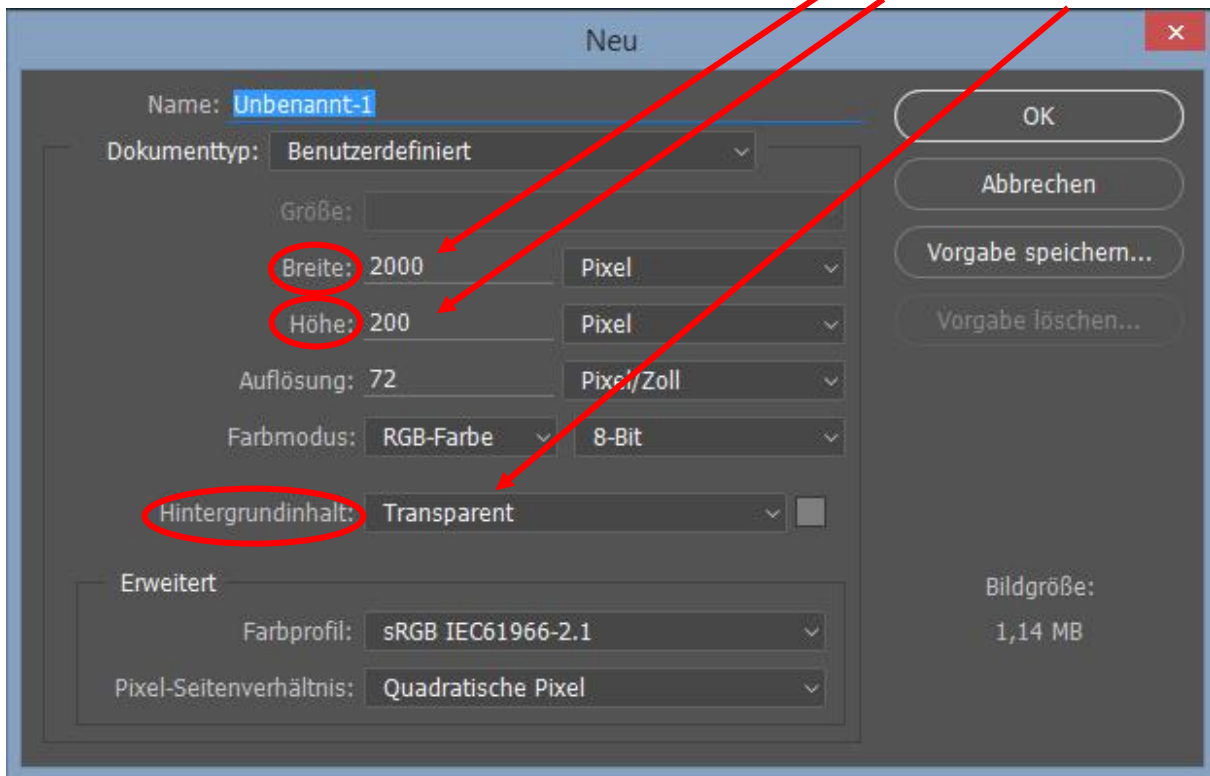 Neu
Name: Unbenannt-1
OK
Dokumenttyp: Benutzerdefiniert
Abbrechen
Größe:
Breite: 2000 Pixel
Vorgabe speichern...
Höhe: 200 Pixel
Vorgabe löschen...
Auflösung: 72 Pixel/Zoll
Farbmodus: RGB-Farbe 8-Bit
Hintergrundinhalt: Transparent
Erweitert
Bildgröße:
Farbprofil: sRGB IEC61966-2.1
1,14 MB
Pixel-Seitenverhältnis: Quadratische Pixel